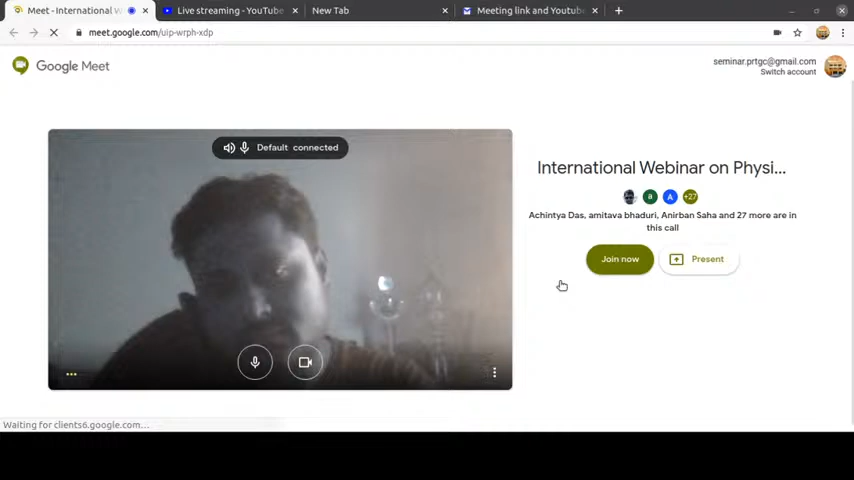 Meet - International W
Live streaming - YouTube
New Tab
Meeting link and Youtub
meet.google.com/uip-wrph-xdp
Google Meet
seminar.prtgc@gmail.com
Switch account
Default connected
International Webinar on Physi...
a
A
+27
Achintya Das, amitava bhaduri, Anirban Saha and 27 more are in
this call
Join now
Present
Waiting for clients6.google.com...